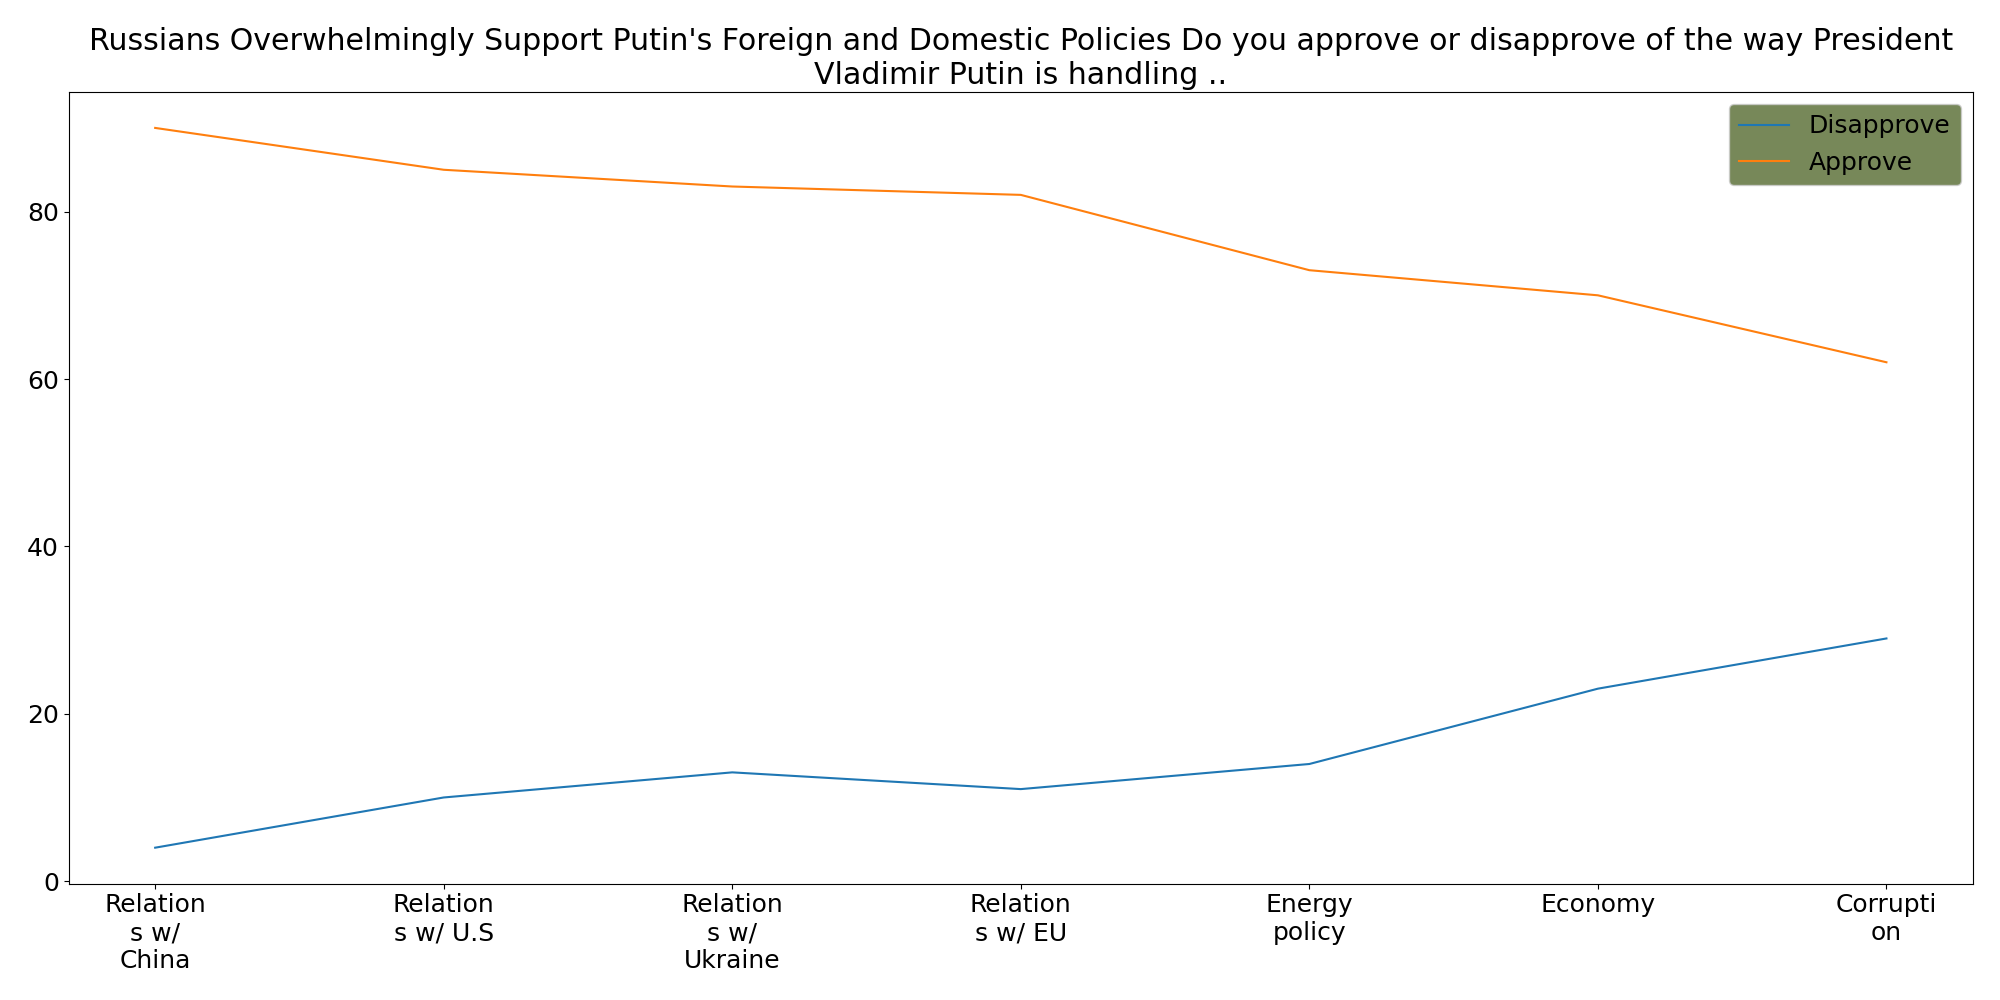 Russians Overwhelmingly Support Putin's Foreign and Domestic Policies Do you approve or disapprove of the way President
Vladimir Putin is handling ..
Disapprove
Approve
80
60
40
20
0
Relation
s w/
China
Relation
s w/ U.S
Relation
s w/
Ukraine
Relation
s w/ EU
Energy
policy
Economy
Corrupti
on